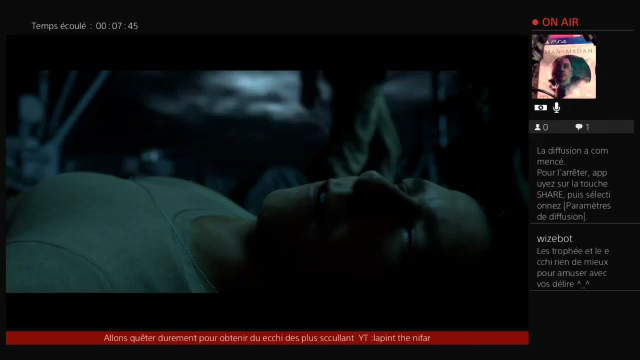 Temps écoulé : 00:07:45
ON AIR
PS4
MAN OF MEDAN
0
1
La diffusion a com
mencé.
Pour l'arrêter, app
uyez sur la touche
SHARE, puis sélecti
onnez [Paramètres
de diffusion].
wizebot
Les trophée et le e
cchi rien de mieux
pour amuser avec
vos délire ^_^
Allons quêter durement pour obtenir du ecchi des plus scculant  YT :lapint the nifar